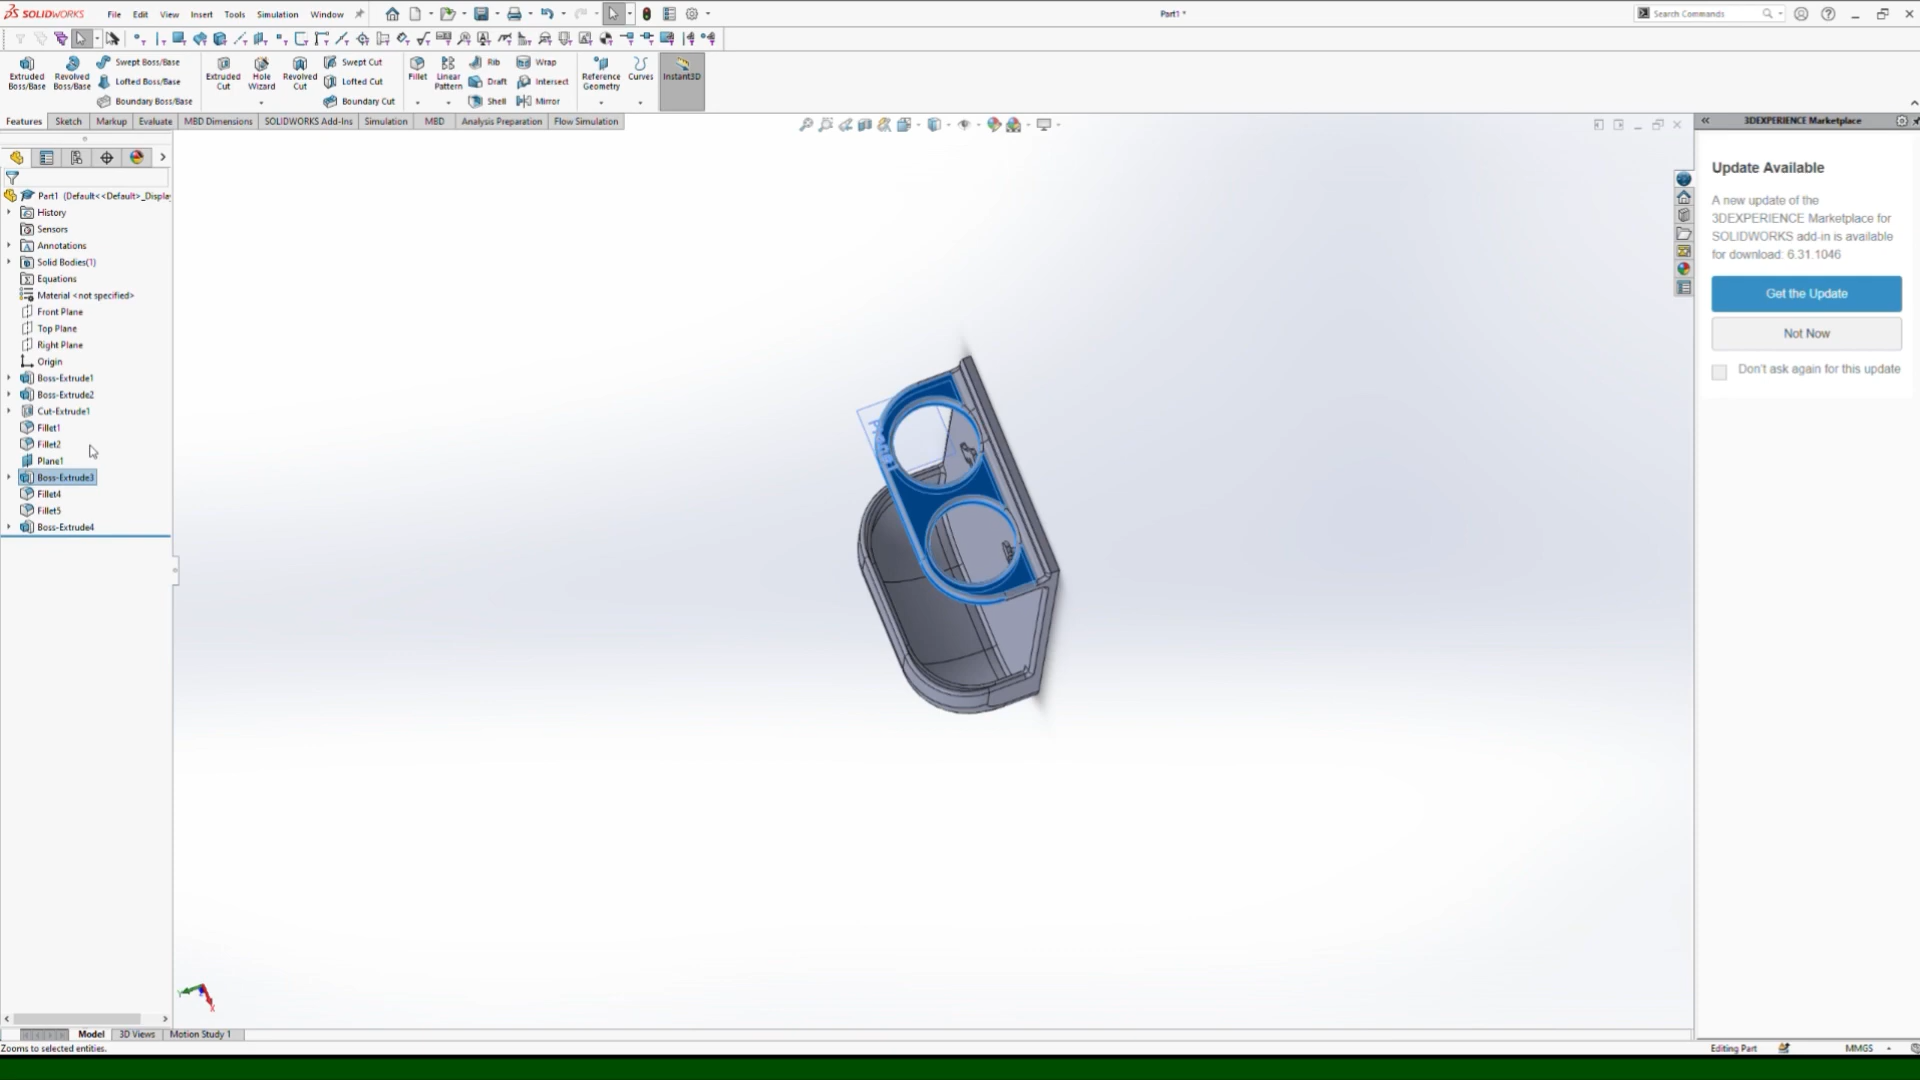 SOLIDWORKS File Edit View Insert Tools Simulation Window Part1 * Search Commands
Extruded Boss/Base Revolved Boss/Base Swept Boss/Base Lofted Boss/Base Boundary Boss/Base Extruded Cut Hole Wizard Revolved Cut Swept Cut Lofted Cut Boundary Cut Fillet Linear Pattern Rib Draft Shell Wrap Intersect Mirror Reference Geometry Curves Instant3D
Features Sketch Markup Evaluate MBD Dimensions SOLIDWORKS Add-Ins Simulation MBD Analysis Preparation Flow Simulation
Part1 (Default<<Default>_Displa
History
Sensors
Annotations
Solid Bodies(1)
Equations
Material <not specified>
Front Plane
Top Plane
Right Plane
Origin
Boss-Extrude1
Boss-Extrude2
Cut-Extrude1
Fillet1
Fillet2
Plane1
Boss-Extrude3
Fillet4
Fillet5
Boss-Extrude4
Plane1
3DEXPERIENCE Marketplace
Update Available
A new update of the
3DEXPERIENCE Marketplace for
SOLIDWORKS add-in is available
for download: 6.31.1046
Get the Update
Not Now
Don't ask again for this update
Model 3D Views Motion Study 1
Zooms to selected entities. Editing Part MMGS